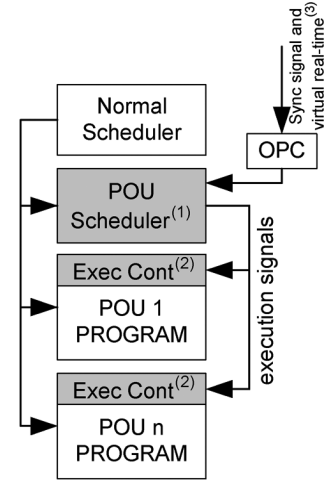 Sync signal and
virtual real-time(3)
Normal
Scheduler
OPC
POU
Scheduler(1)
Exec Cont(2)
POU 1
PROGRAM
execution signals
Exec Cont(2)
POU n
PROGRAM